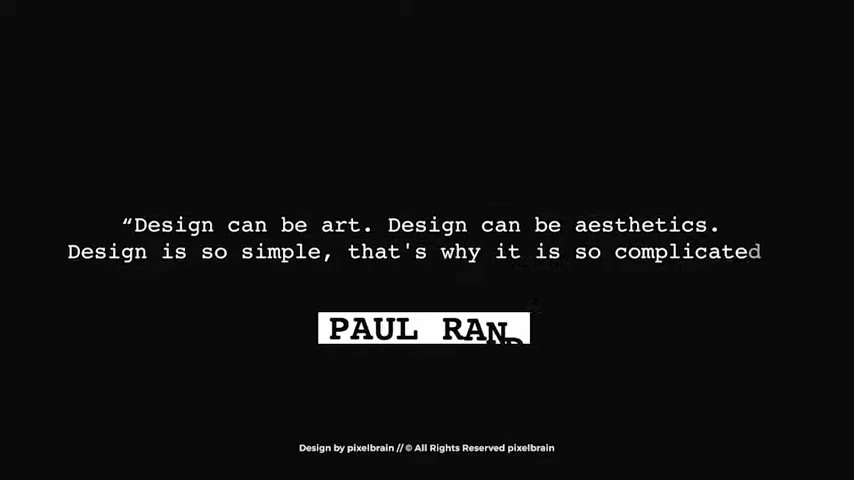 “Design can be art. Design can be aesthetics.
Design is so simple, that's why it is so complicated
PAUL RAND
Design by pixelbrain // © All Rights Reserved pixelbrain